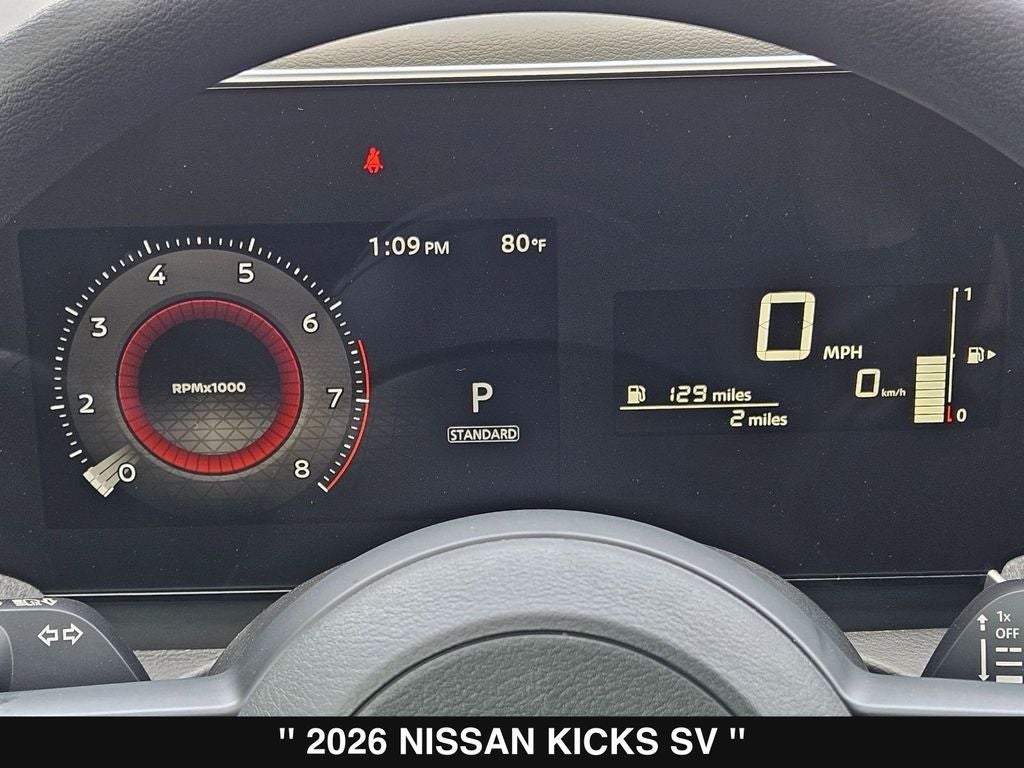 1:09 PM 80°F
4 5
3 6
2 7
0 8
RPMx1000
P
STANDARD
0 MPH
0 km/h
129 miles
2 miles
1
0
1x
OFF
" 2026 NISSAN KICKS SV "